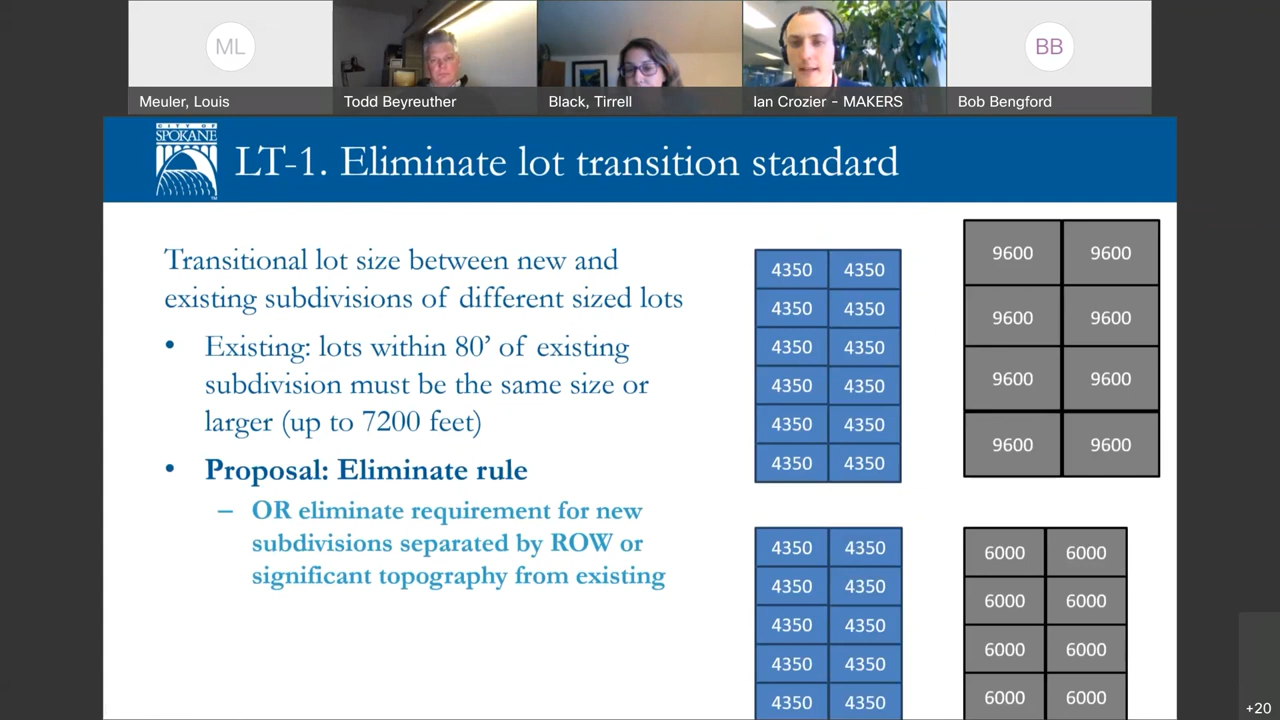 ML
BB
Meuler, Louis
Todd Beyreuther
Black, Tirrell
Ian Crozier - MAKERS
Bob Bengford
CITY OF
SPOKANE
LT-1. Eliminate lot transition standard
Transitional lot size between new and
existing subdivisions of different sized lots
• Existing: lots within 80’ of existing
subdivision must be the same size or
larger (up to 7200 feet)
• Proposal: Eliminate rule
– OR eliminate requirement for new
subdivisions separated by ROW or
significant topography from existing
4350 4350
4350 4350
4350 4350
4350 4350
4350 4350
4350 4350
9600 9600
9600 9600
9600 9600
9600 9600
4350 4350
4350 4350
4350 4350
4350 4350
4350 4350
6000 6000
6000 6000
6000 6000
6000 6000
+20